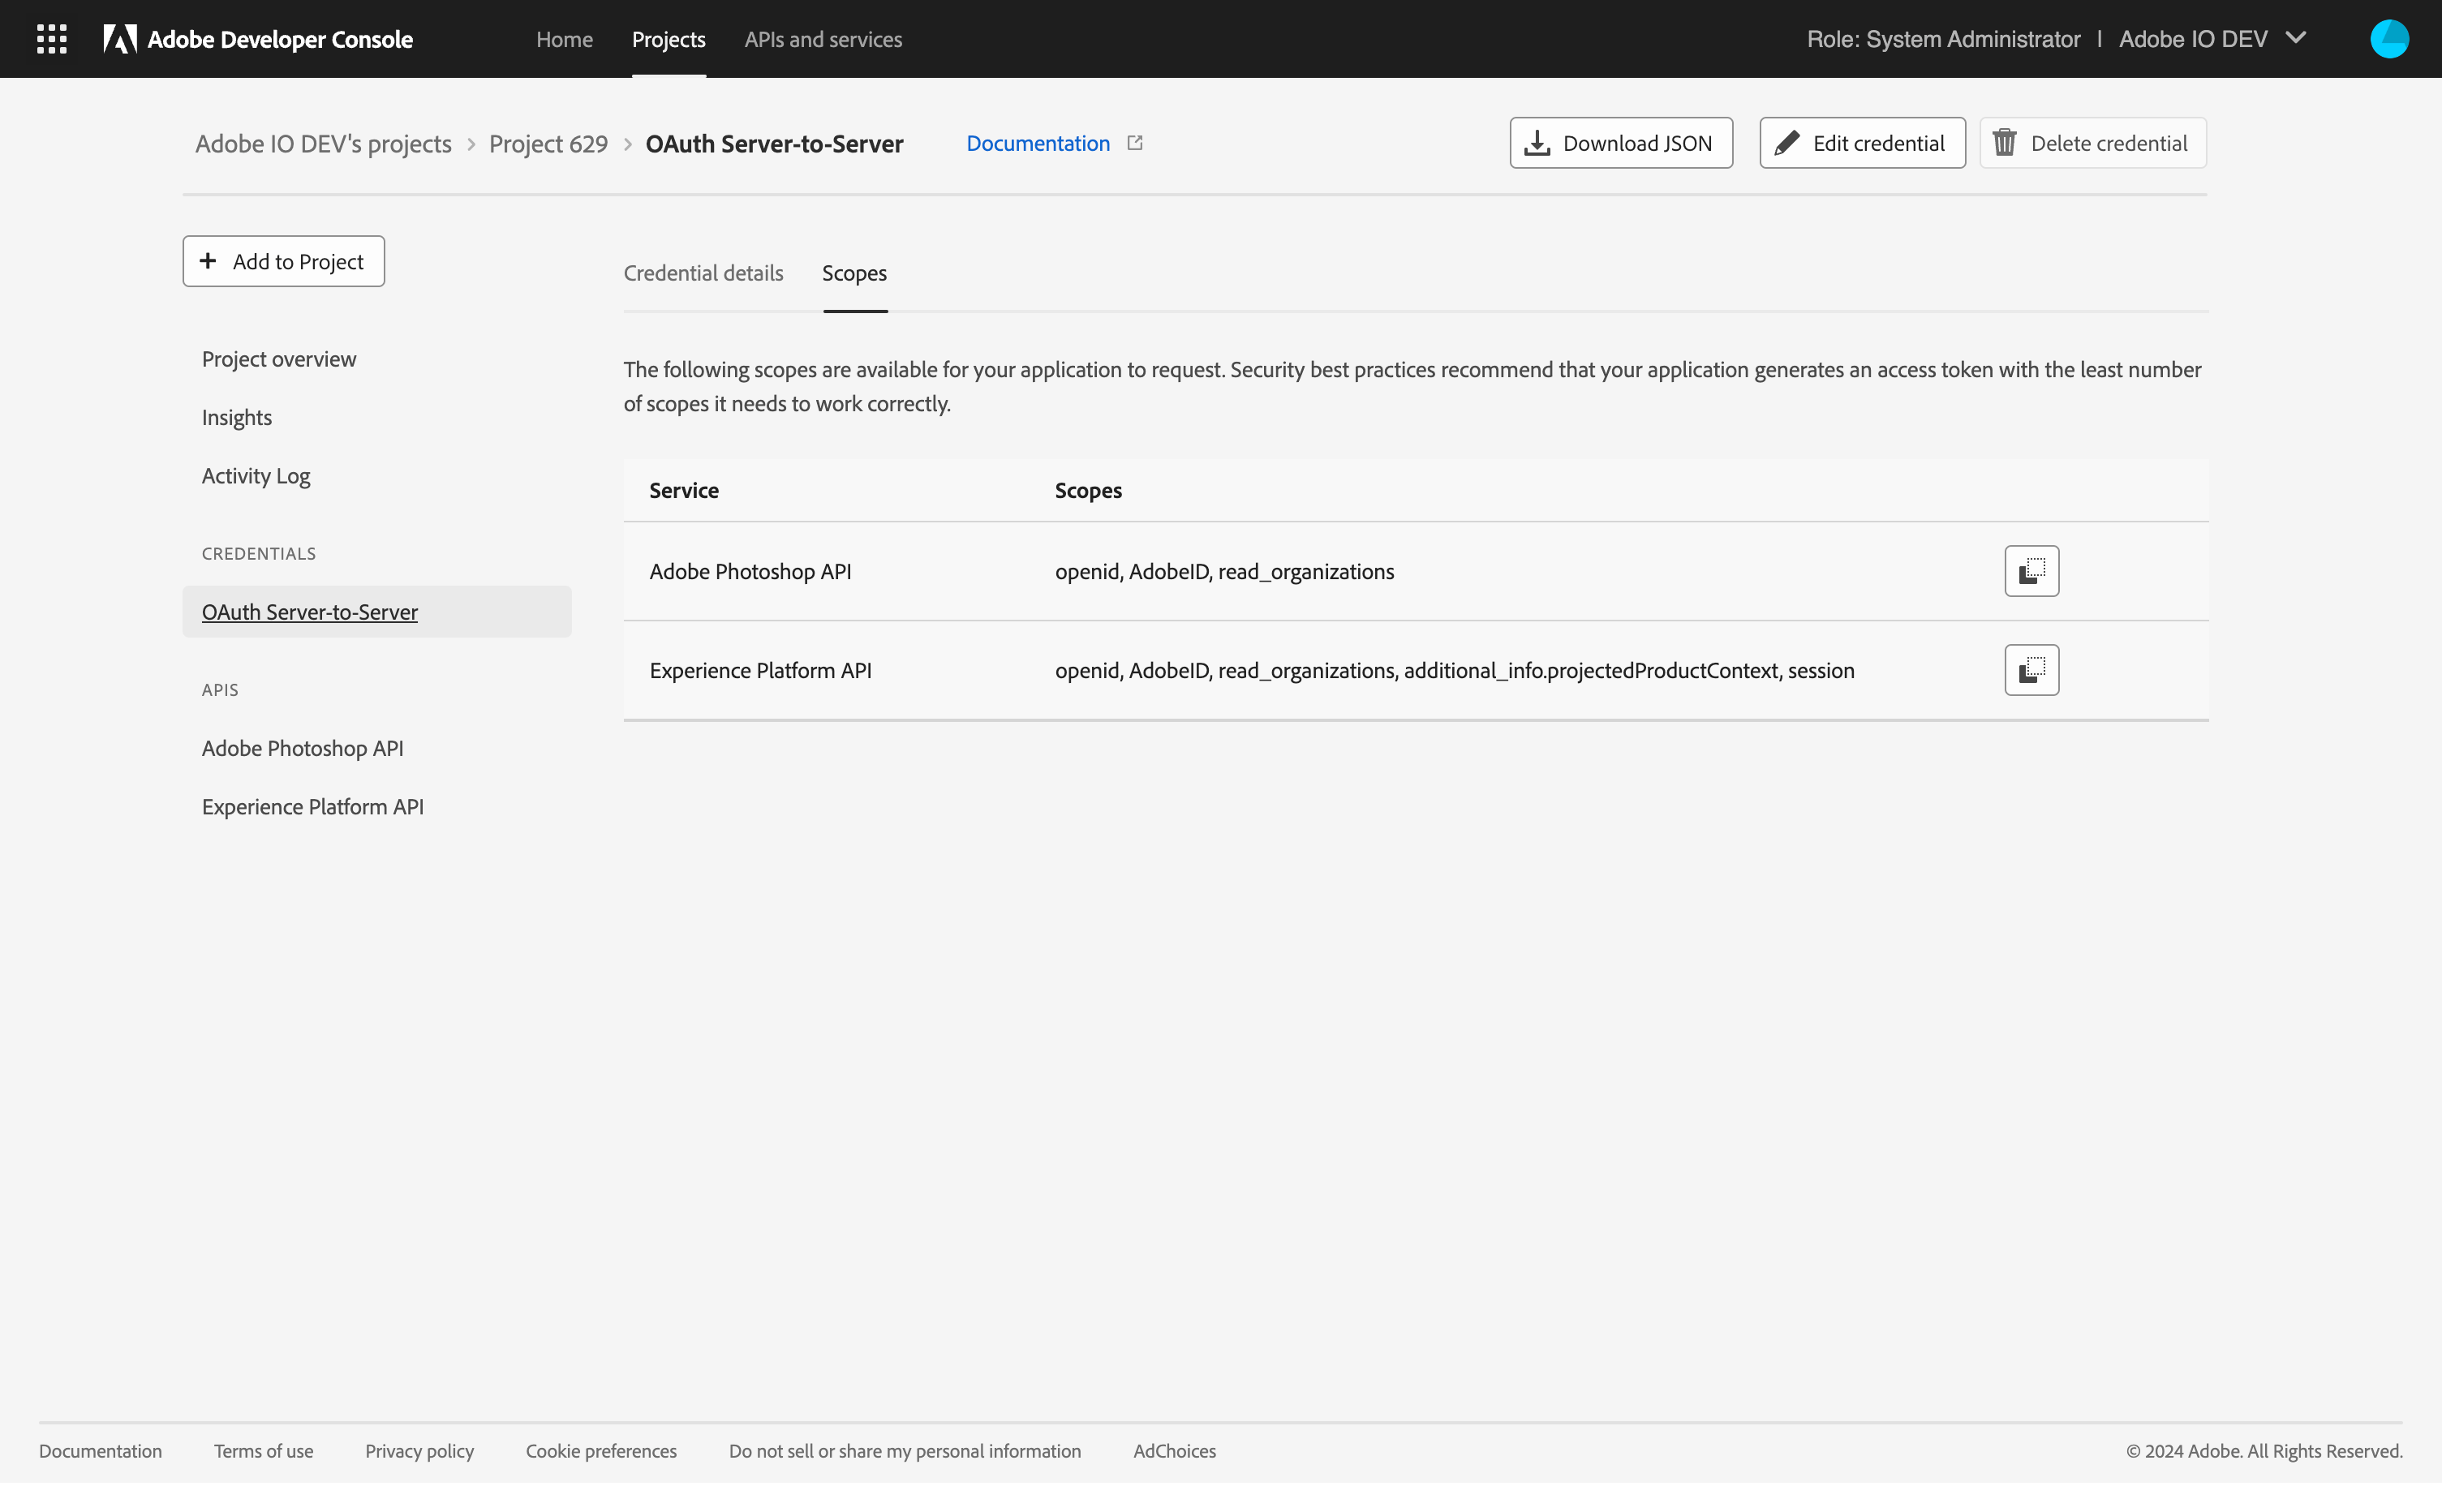 Adobe Developer Console
Home
Projects
APIs and services
Role: System Administrator | Adobe IO DEV
Adobe IO DEV's projects > Project 629 > OAuth Server-to-Server
Documentation
Download JSON
Edit credential
Delete credential
+ Add to Project
Project overview
Insights
Activity Log
CREDENTIALS
OAuth Server-to-Server
APIS
Adobe Photoshop API
Experience Platform API
Credential details
Scopes
The following scopes are available for your application to request. Security best practices recommend that your application generates an access token with the least number
of scopes it needs to work correctly.
Service Scopes
Adobe Photoshop API openid, AdobeID, read_organizations
Experience Platform API openid, AdobeID, read_organizations, additional_info.projectedProductContext, session
Documentation
Terms of use
Privacy policy
Cookie preferences
Do not sell or share my personal information
AdChoices
© 2024 Adobe. All Rights Reserved.